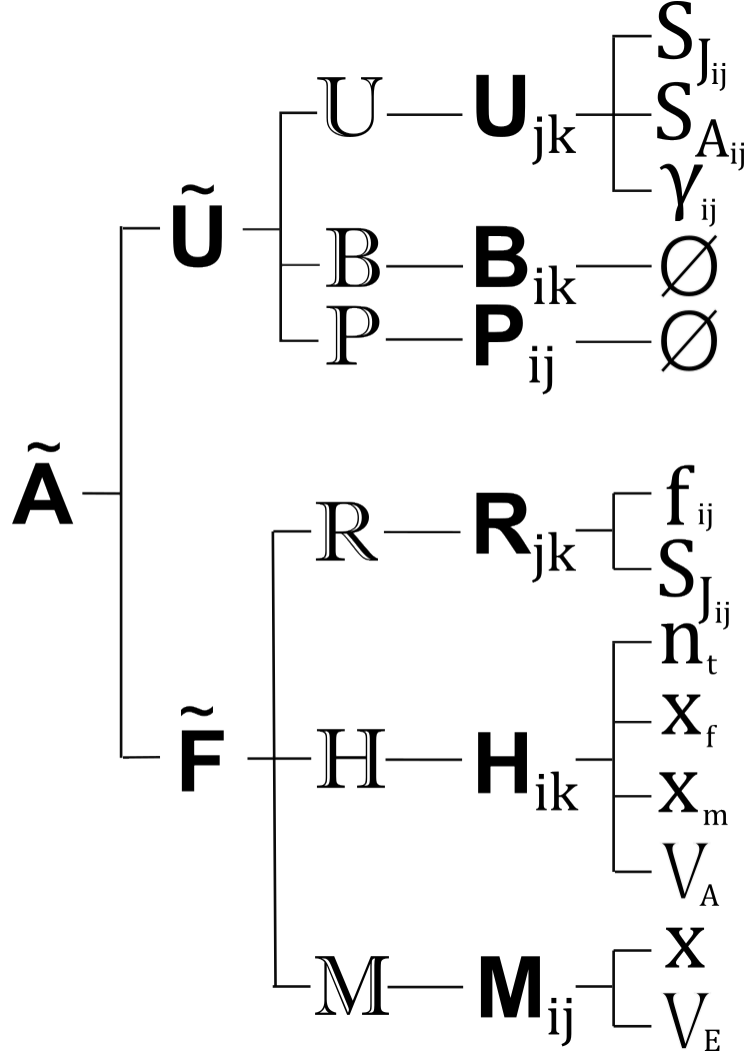 S_J_ij
𝕌 U_jk S_A_ij
γ_ij
Ũ
𝔹 B_ik ∅
ℙ P_ij ∅
Ã
f_ij
ℝ R_jk
S_J_ij
n_t
x_f
F̃ ℍ H_ik
x_m
V_A
x
𝕄 M_ij
V_E